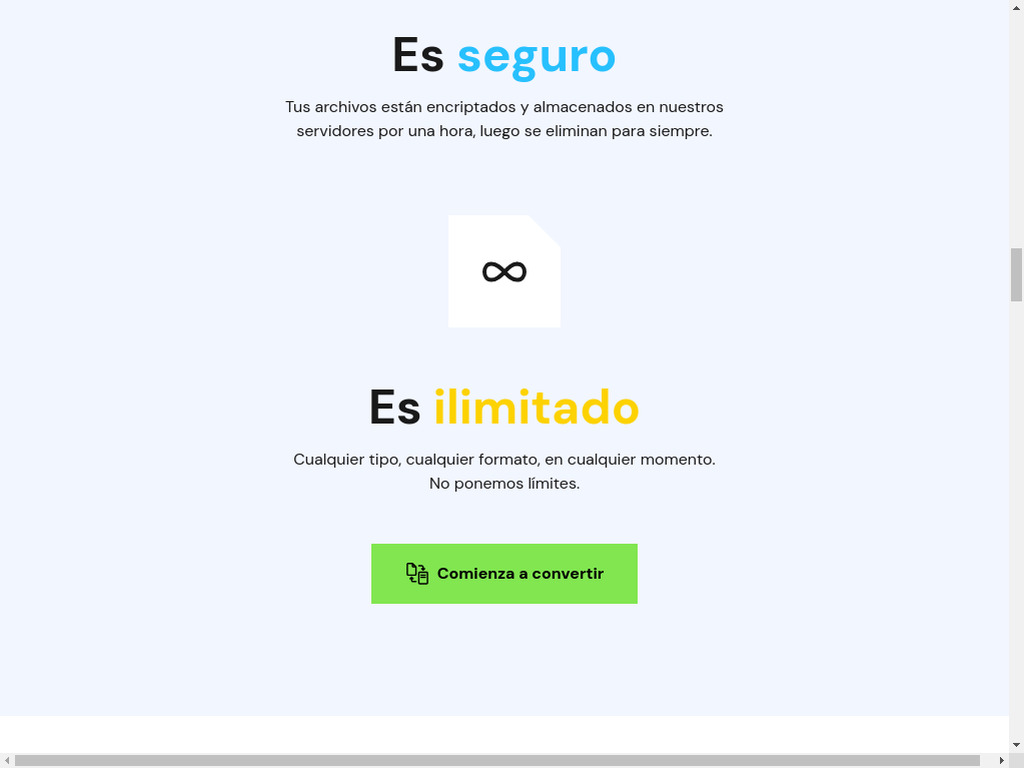 Es seguro
Tus archivos están encriptados y almacenados en nuestros
servidores por una hora, luego se eliminan para siempre.
Es ilimitado
Cualquier tipo, cualquier formato, en cualquier momento.
No ponemos límites.
Comienza a convertir